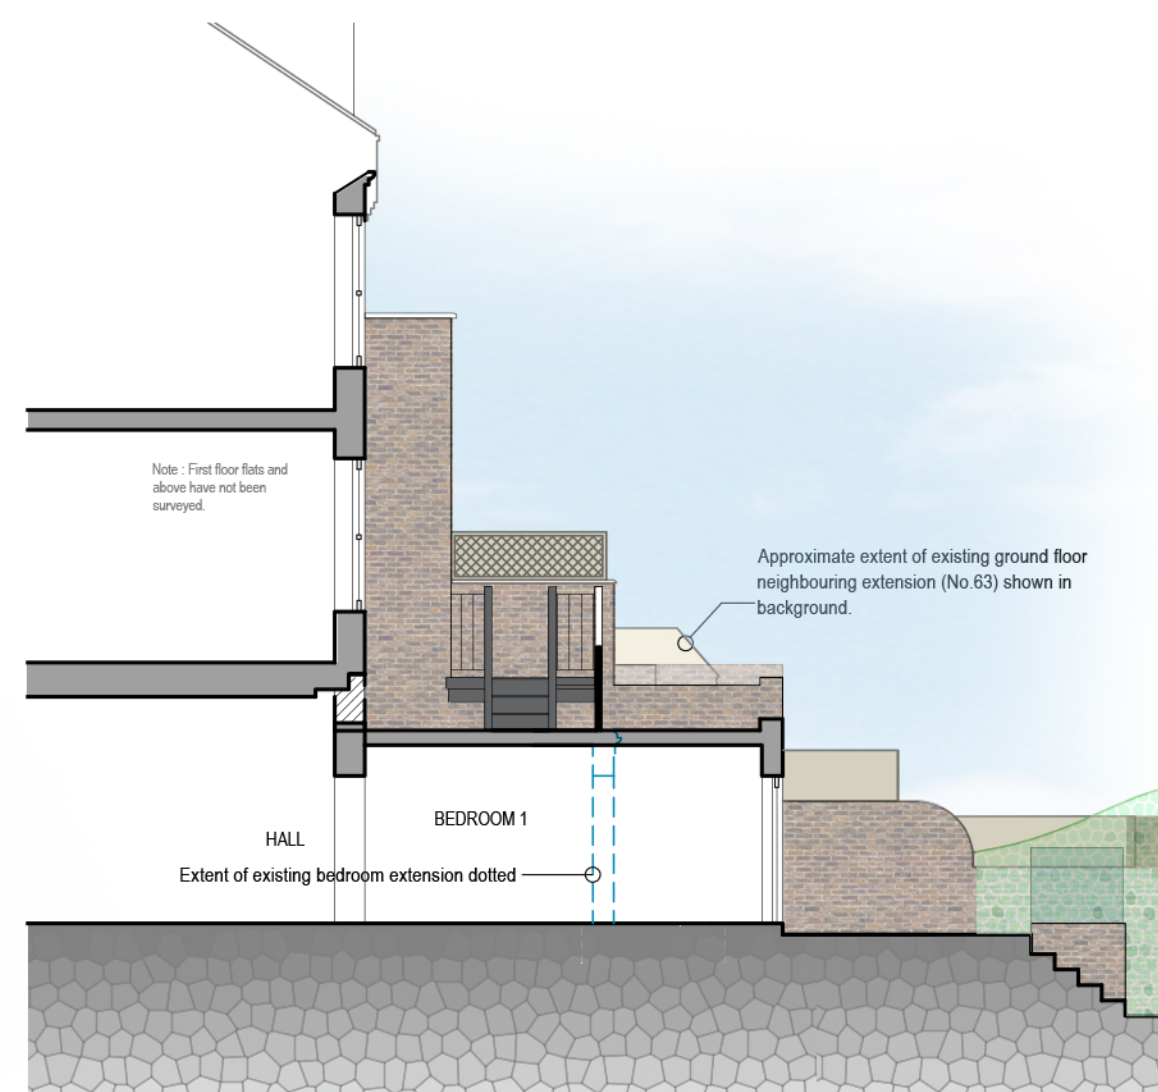 Note : First floor flats and
above have not been
surveyed.
Approximate extent of existing ground floor
neighbouring extension (No.63) shown in
background.
BEDROOM 1
HALL
Extent of existing bedroom extension dotted